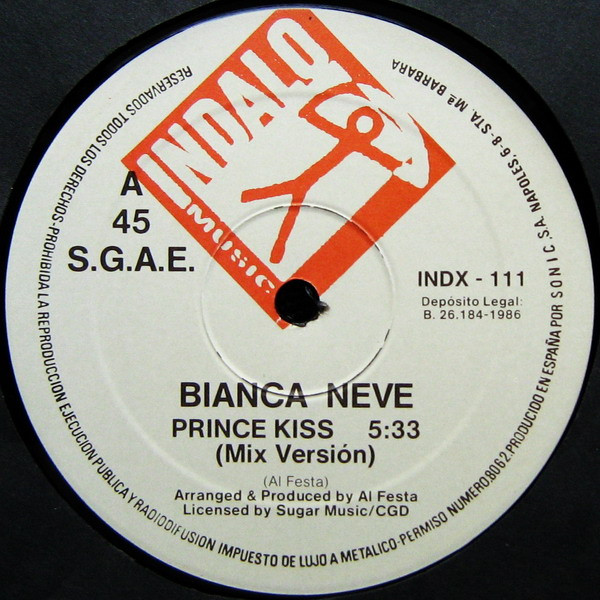 INDALO
MUSIC
A
45
S.G.A.E.
INDX - 111
Depósito Legal:
B. 26.184-1986
BIANCA NEVE
PRINCE KISS 5:33
(Mix Versión)
(Al Festa)
Arranged & Produced by Al Festa
Licensed by Sugar Music/CGD
RESERVADOS TODOS LOS DERECHOS-PROHIBIDA LA REPRODUCCION EJECUCION PUBLICA Y RADIODIFUSION IMPUESTO DE LUJO A METALICO-PERMISO NUMERO 8062. PRODUCIDO EN ESPAÑA POR SONIC S.A. NAPOLES, 6-STA. Mª BARBARA